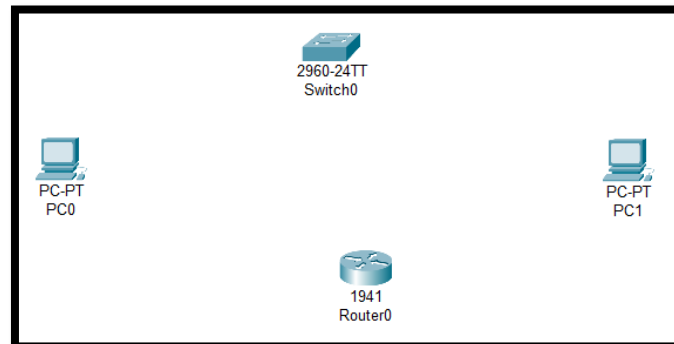 2960-24TT
Switch0
PC-PT
PC0
PC-PT
PC1
1941
Router0